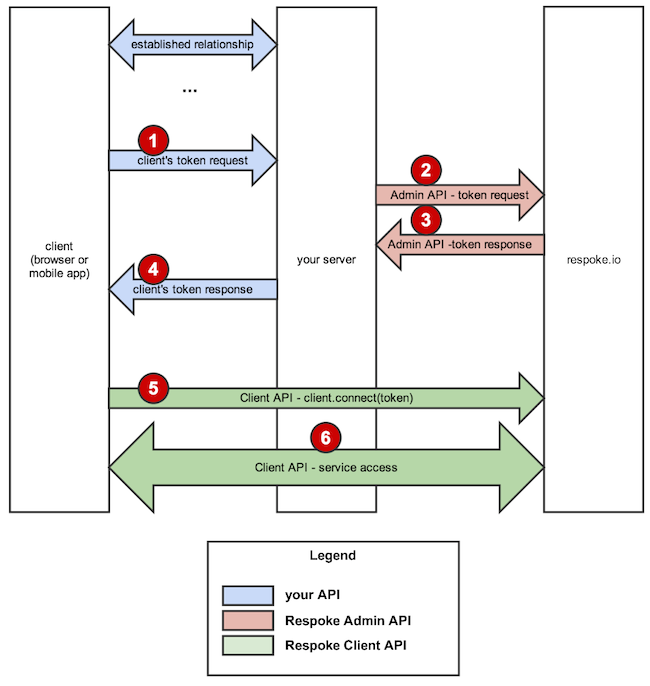 established relationship
...
1
client's token request
2
Admin API - token request
3
Admin API -token response
client
(browser or
mobile app)
your server
respoke.io
4
client's token response
5
Client API - client.connect(token)
6
Client API - service access
Legend
your API
Respoke Admin API
Respoke Client API